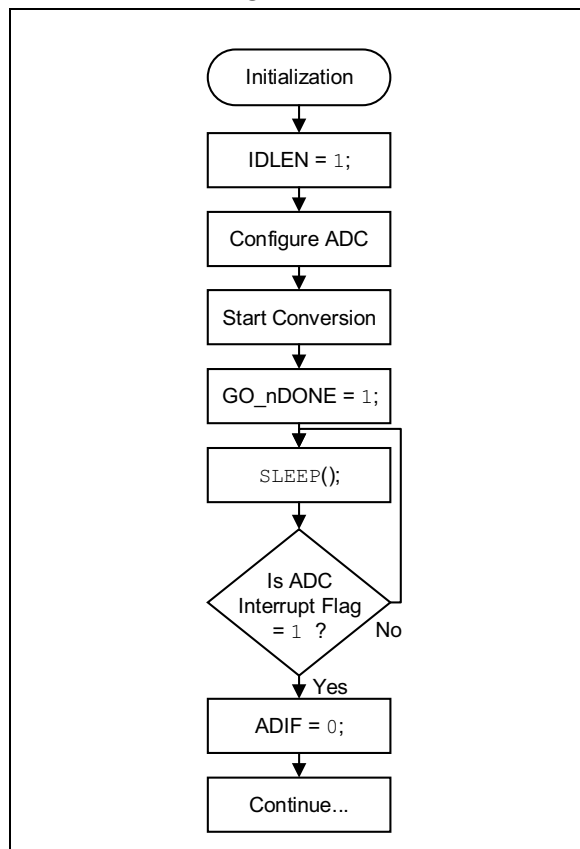 Initialization
IDLEN = 1;
Configure ADC
Start Conversion
GO_nDONE = 1;
SLEEP();
Is ADC
Interrupt Flag
= 1 ?
No
Yes
ADIF = 0;
Continue...